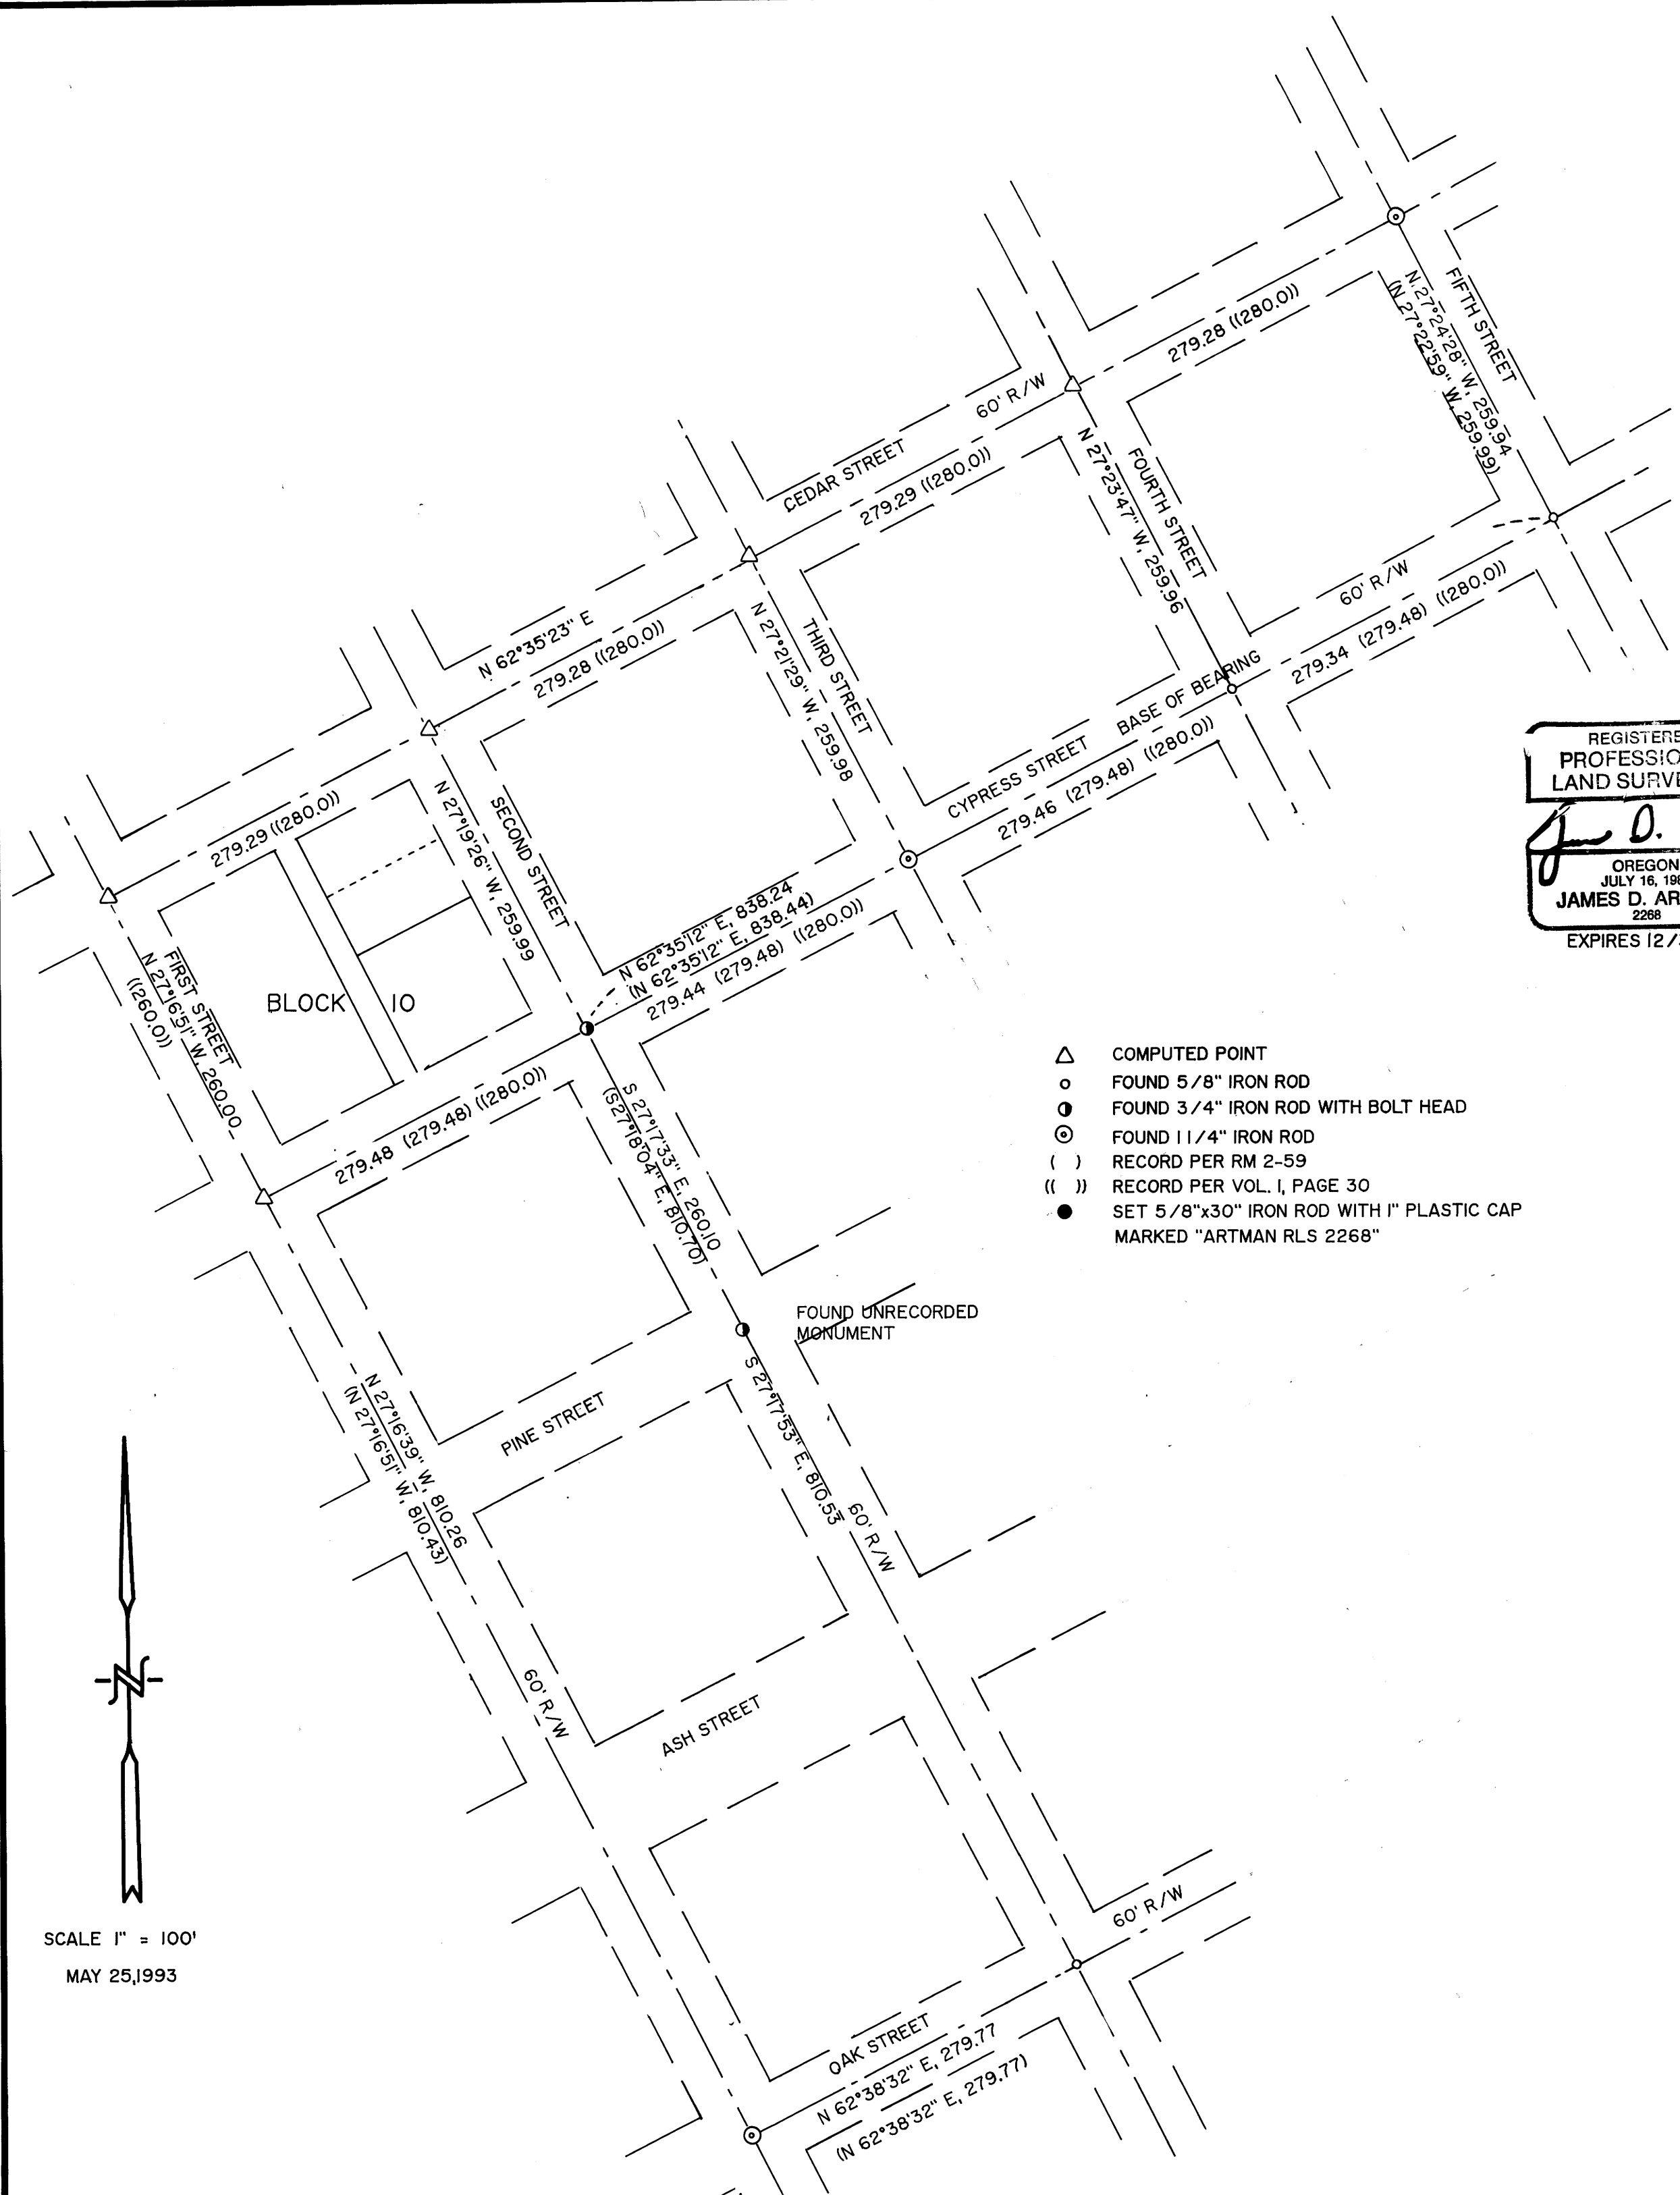 FIFTH STREET
N 27°24'28" W, 259.94
(N 27°22'59" W, 259.99)
279.28 ((280.0))
60' R/W
CEDAR STREET
279.29 ((280.0))
FOURTH STREET
N 27°23'47" W, 259.96
60' R/W
279.34 (279.48) ((280.0))
N 62°35'23" E
279.28 ((280.0))
THIRD STREET
N 27°21'29" W, 259.98
BASE OF BEARING
CYPRESS STREET
279.46 (279.48) ((280.0))
279.29 ((280.0))
SECOND STREET
N 27°19'26" W, 259.99
N 62°35'12" E, 838.24
(N 62°35'12" E, 838.44)
279.44 (279.48) ((280.0))
FIRST STREET
N 27°16'51" W, 260.00
((260.0))
BLOCK 10
279.48 (279.48) ((280.0))
S 27°17'33" E, 260.10
(S27°18'04" E, 810.70)
REGISTERE
PROFESSIO
LAND SURVE
OREGON
JULY 16, 198
JAMES D. AR
2268
EXPIRES 12/
COMPUTED POINT
FOUND 5/8" IRON ROD
FOUND 3/4" IRON ROD WITH BOLT HEAD
FOUND 1 1/4" IRON ROD
( ) RECORD PER RM 2-59
(( )) RECORD PER VOL. 1, PAGE 30
SET 5/8"x30" IRON ROD WITH 1" PLASTIC CAP
MARKED "ARTMAN RLS 2268"
FOUND UNRECORDED
MONUMENT
N 27°16'39" W, 810.26
(N 27°16'51" W, 810.43)
PINE STREET
S 27°17'53" E, 810.53
60' R/W
60' R/W
ASH STREET
N
SCALE 1" = 100'
MAY 25,1993
60' R/W
OAK STREET
N 62°38'32" E, 279.77
(N 62°38'32" E, 279.77)